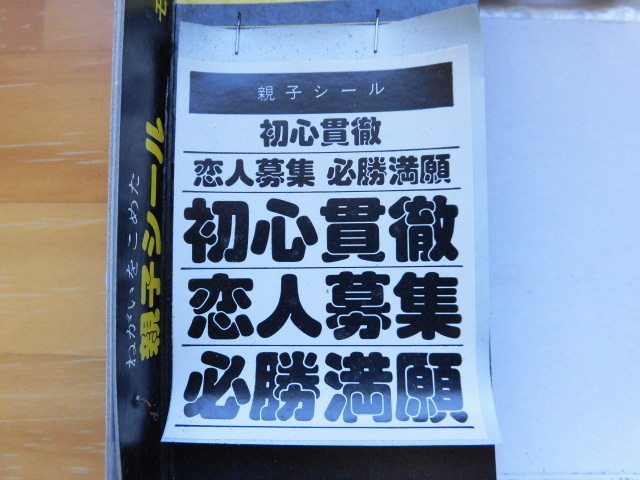 親子シール
初心貫徹
恋人募集 必勝満願
初心貫徹
恋人募集
必勝満願
ねがいをこめた
親子シール